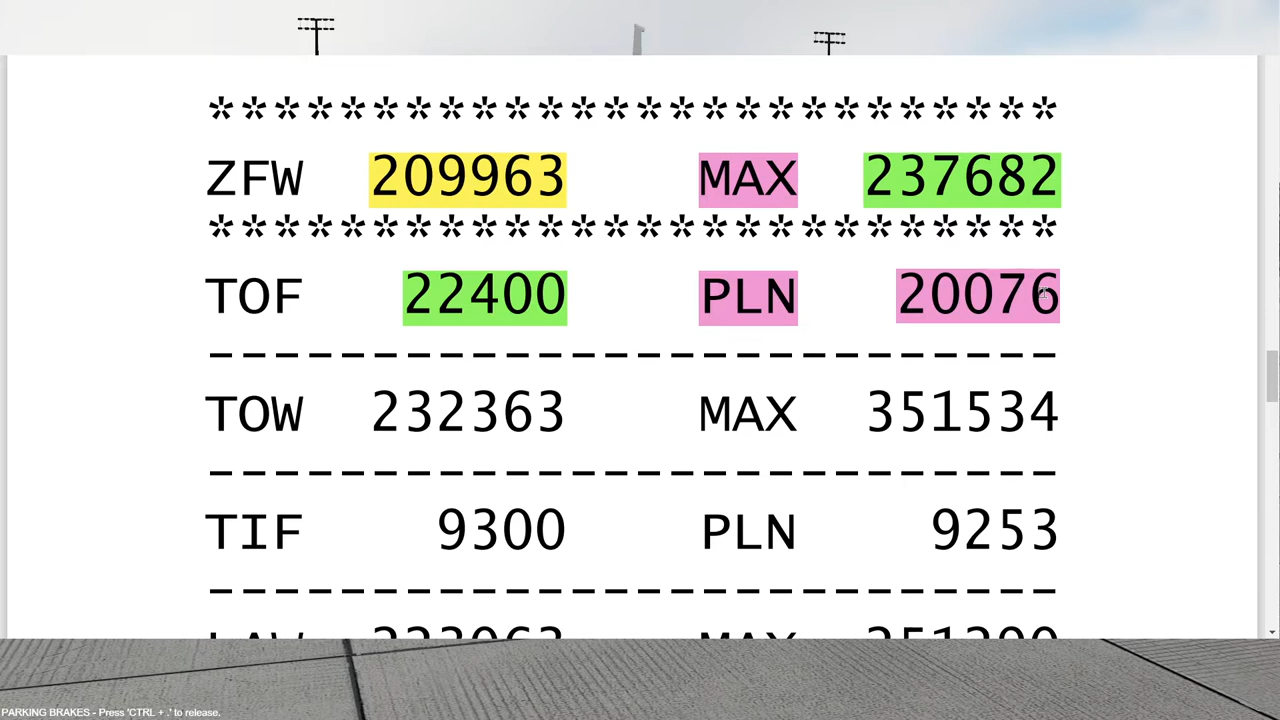 **************************
ZFW 209963 MAX 237682
**************************
TOF 22400 PLN 20076
--------------------------
TOW 232363 MAX 351534
--------------------------
TIF 9300 PLN 9253
--------------------------
PARKING BRAKES - Press 'CTRL + .' to release.